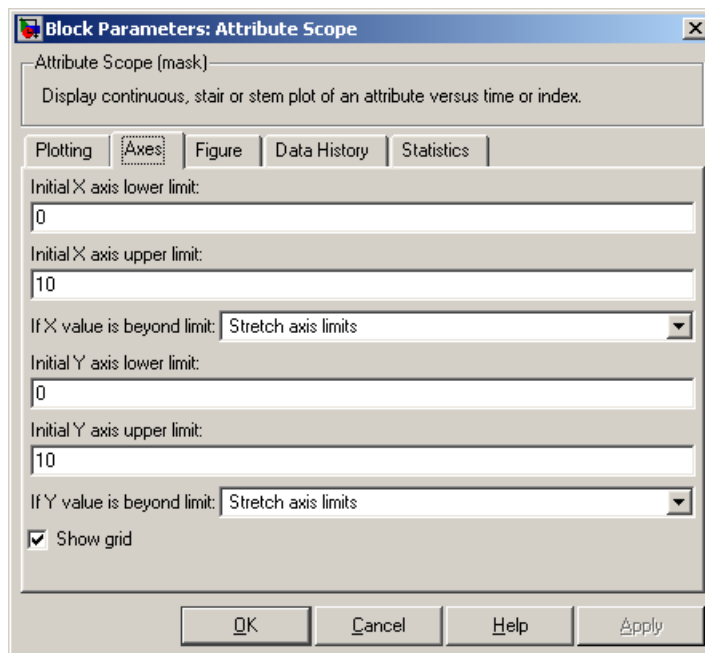 Block Parameters: Attribute Scope
Attribute Scope (mask)
Display continuous, stair or stem plot of an attribute versus time or index.
Plotting Axes Figure Data History Statistics
Initial X axis lower limit:
0
Initial X axis upper limit:
10
If X value is beyond limit: Stretch axis limits
Initial Y axis lower limit:
0
Initial Y axis upper limit:
10
If Y value is beyond limit: Stretch axis limits
Show grid
OK Cancel Help Apply